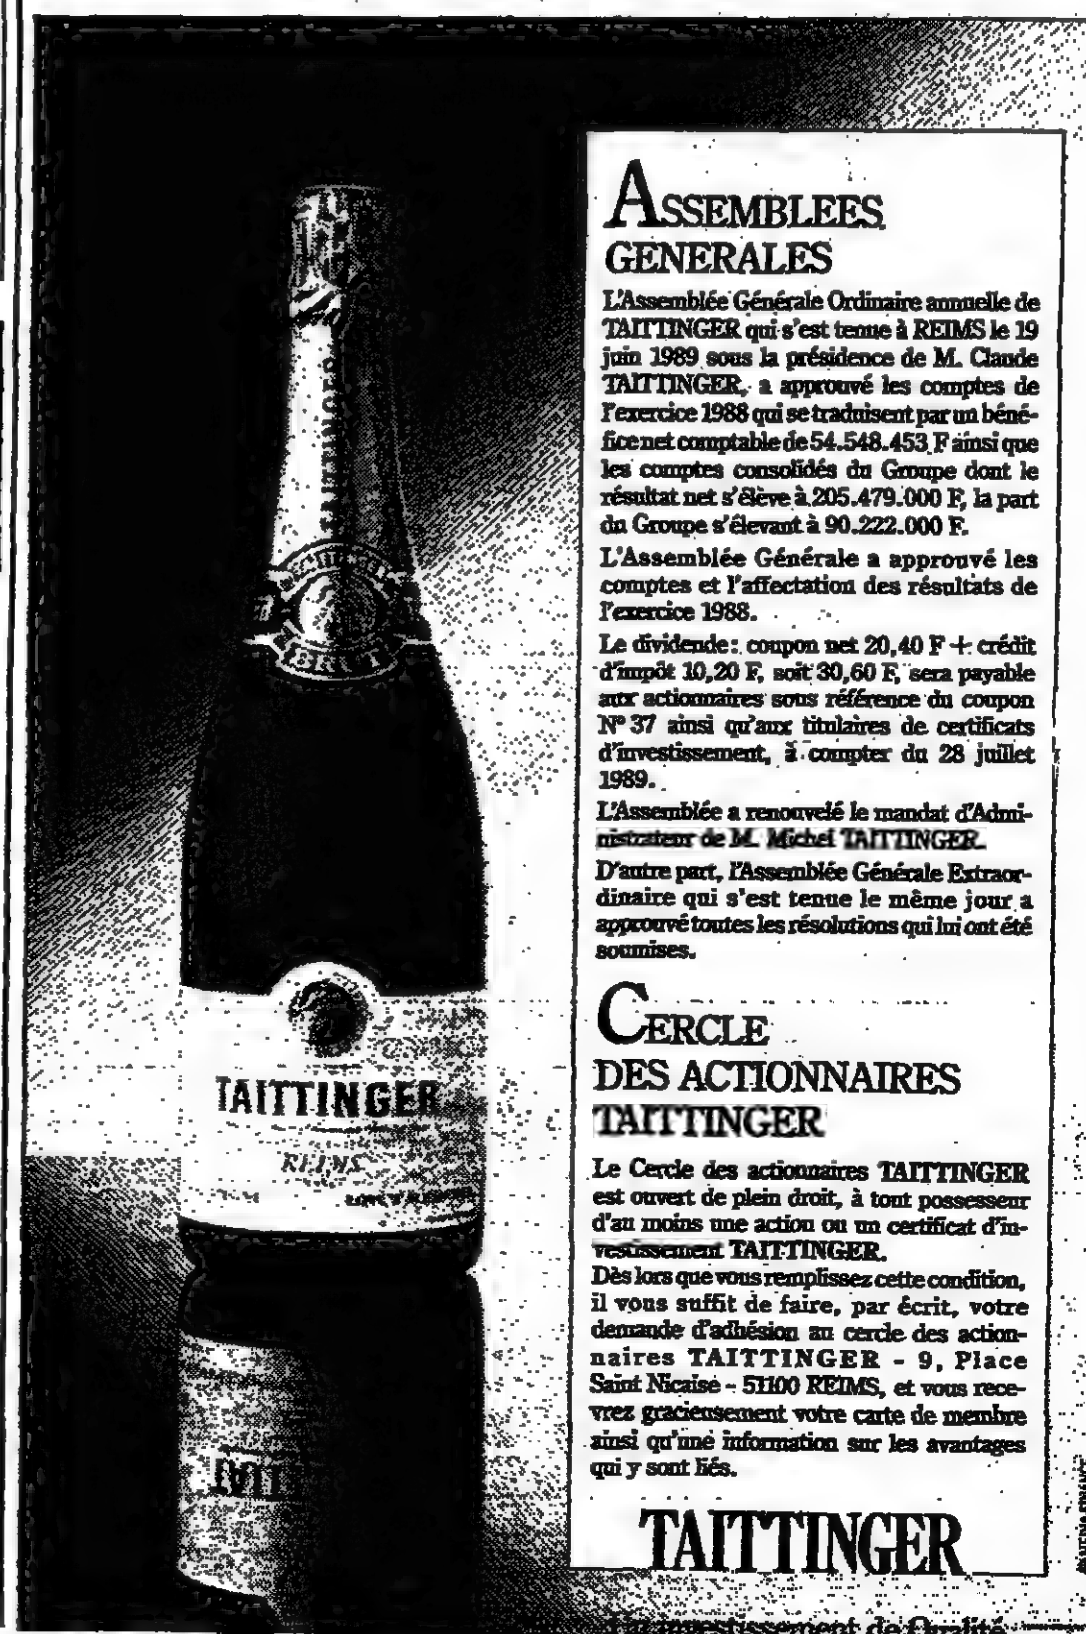 TAITTINGER
BRUT
TAITTINGER
REIMS
ASSEMBLEES
GENERALES
L'Assemblée Générale Ordinaire annuelle de
TAITTINGER qui s'est tenue à REIMS le 19
juin 1989 sous la présidence de M. Claude
TAITTINGER, a approuvé les comptes de
l'exercice 1988 qui se traduisent par un béné-
fice net comptable de 54.548.453 F ainsi que
les comptes consolidés du Groupe dont le
résultat net s'élève à 205.479.000 F, la part
du Groupe s'élevant à 90.222.000 F.
L'Assemblée Générale a approuvé les
comptes et l'affectation des résultats de
l'exercice 1988.
Le dividende: coupon net 20,40 F + crédit
d'impôt 10,20 F, soit 30,60 F, sera payable
aux actionnaires sous référence du coupon
N° 37 ainsi qu'aux titulaires de certificats
d'investissement, à compter du 28 juillet
1989.
L'Assemblée a renouvelé le mandat d'Admi-
nistrateur de M. Michel TAITTINGER.
D'autre part, l'Assemblée Générale Extraor-
dinaire qui s'est tenue le même jour a
approuvé toutes les résolutions qui lui ont été
soumises.
CERCLE
DES ACTIONNAIRES
TAITTINGER
Le Cercle des actionnaires TAITTINGER
est ouvert de plein droit, à tout possesseur
d'au moins une action ou un certificat d'in-
vestissement TAITTINGER.
Dès lors que vous remplissez cette condition,
il vous suffit de faire, par écrit, votre
demande d'adhésion au cercle des action-
naires TAITTINGER - 9, Place
Saint Nicaise - 51100 REIMS, et vous rece-
vrez gracieusement votre carte de membre
ainsi qu'une information sur les avantages
qui y sont liés.
TAITTINGER
Un investissement de Qualité